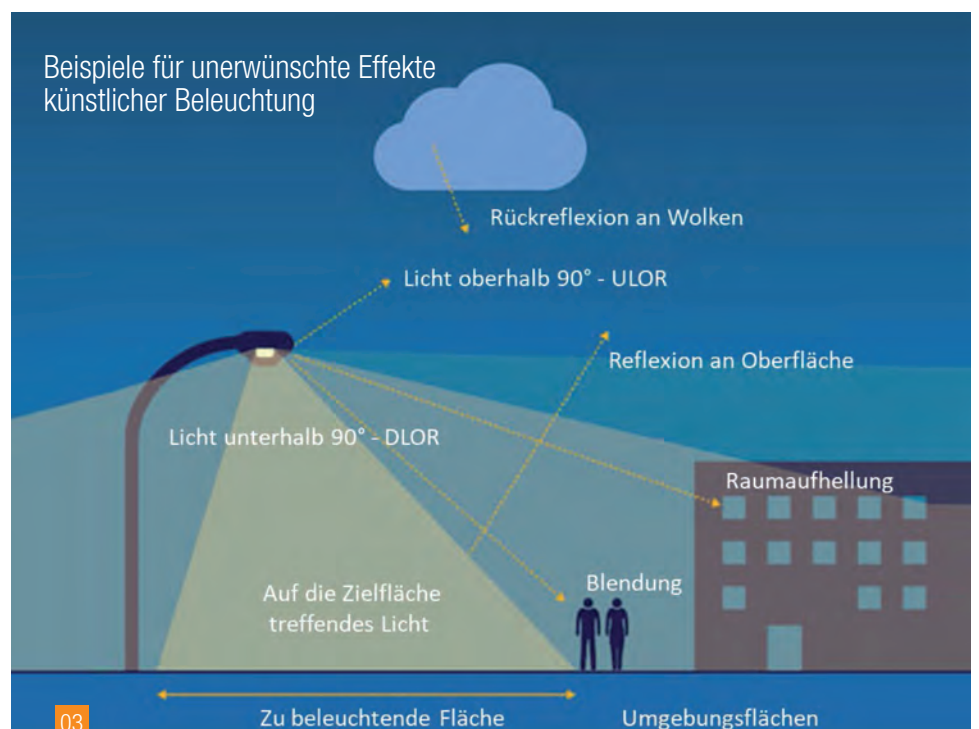 Beispiele für unerwünschte Effekte
künstlicher Beleuchtung
Rückreflexion an Wolken
Licht oberhalb 90° - ULOR
Reflexion an Oberfläche
Licht unterhalb 90° - DLOR
Raumaufhellung
Blendung
Auf die Zielfläche
treffendes Licht
Zu beleuchtende Fläche
Umgebungsflächen
03